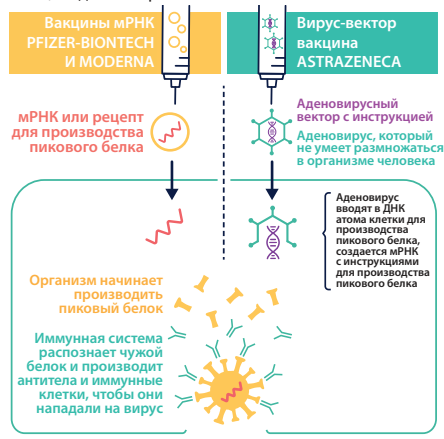 Вакцины мРНК
PFIZER-BIONTECH
И MODERNA
Вирус-вектор
вакцина
ASTRAZENECA
мРНК или рецепт
для производства
пикового белка
Аденовирусный
вектор с инструкцией
Аденовирус, который
не умеет размножаться
в организме человека
Аденовирус
вводят в ДНК
атома клетки для
производства
пикового белка,
создается мРНК
с инструкциями
для производства
пикового белка
Организм начинает
производить
пиковый белок
Иммунная система
распознает чужой
белок и производит
антитела и иммунные
клетки, чтобы они
нападали на вирус